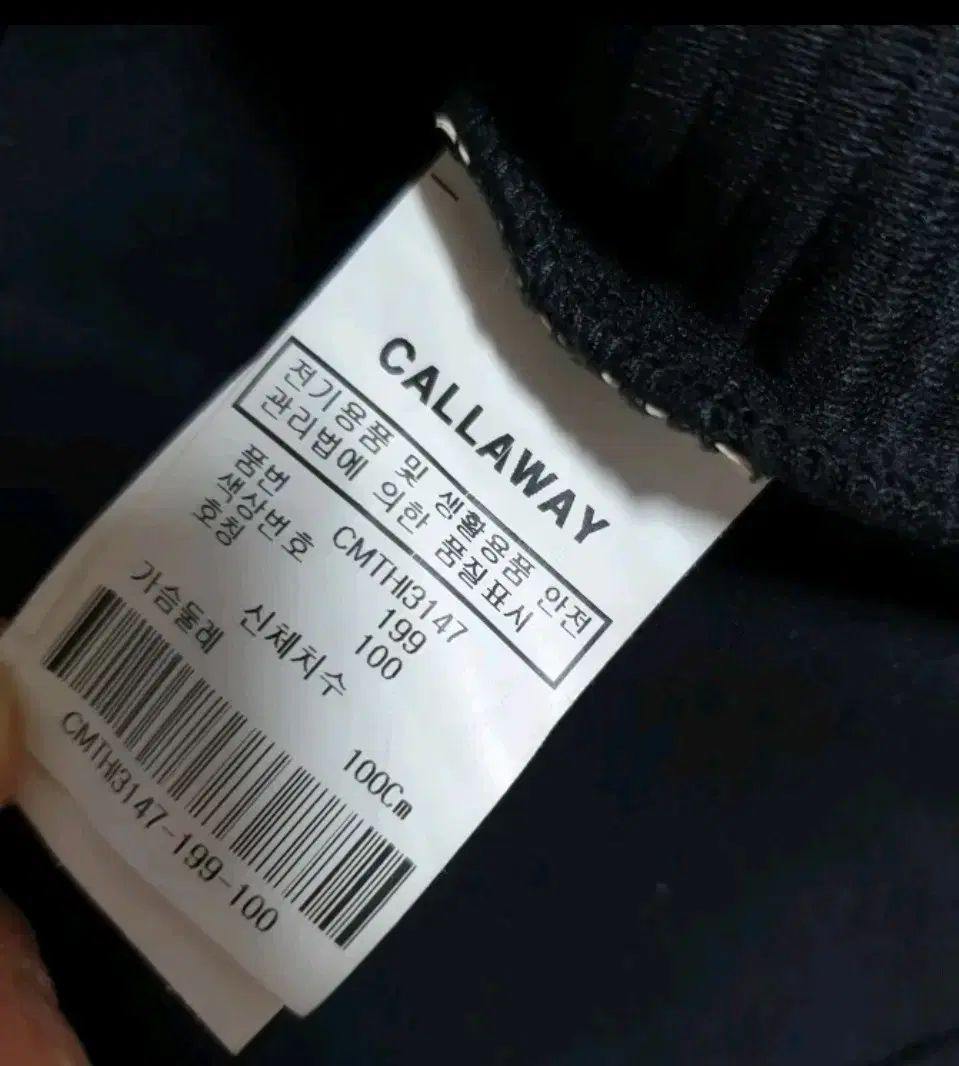 CALLAWAY
전기용품 및 생활용품 안전
관리법에 의한 품질표시
품번 CMTHI3147
색상번호 199
호칭 100
신체치수
가슴둘레 100Cm
CMTHI3147-199-100